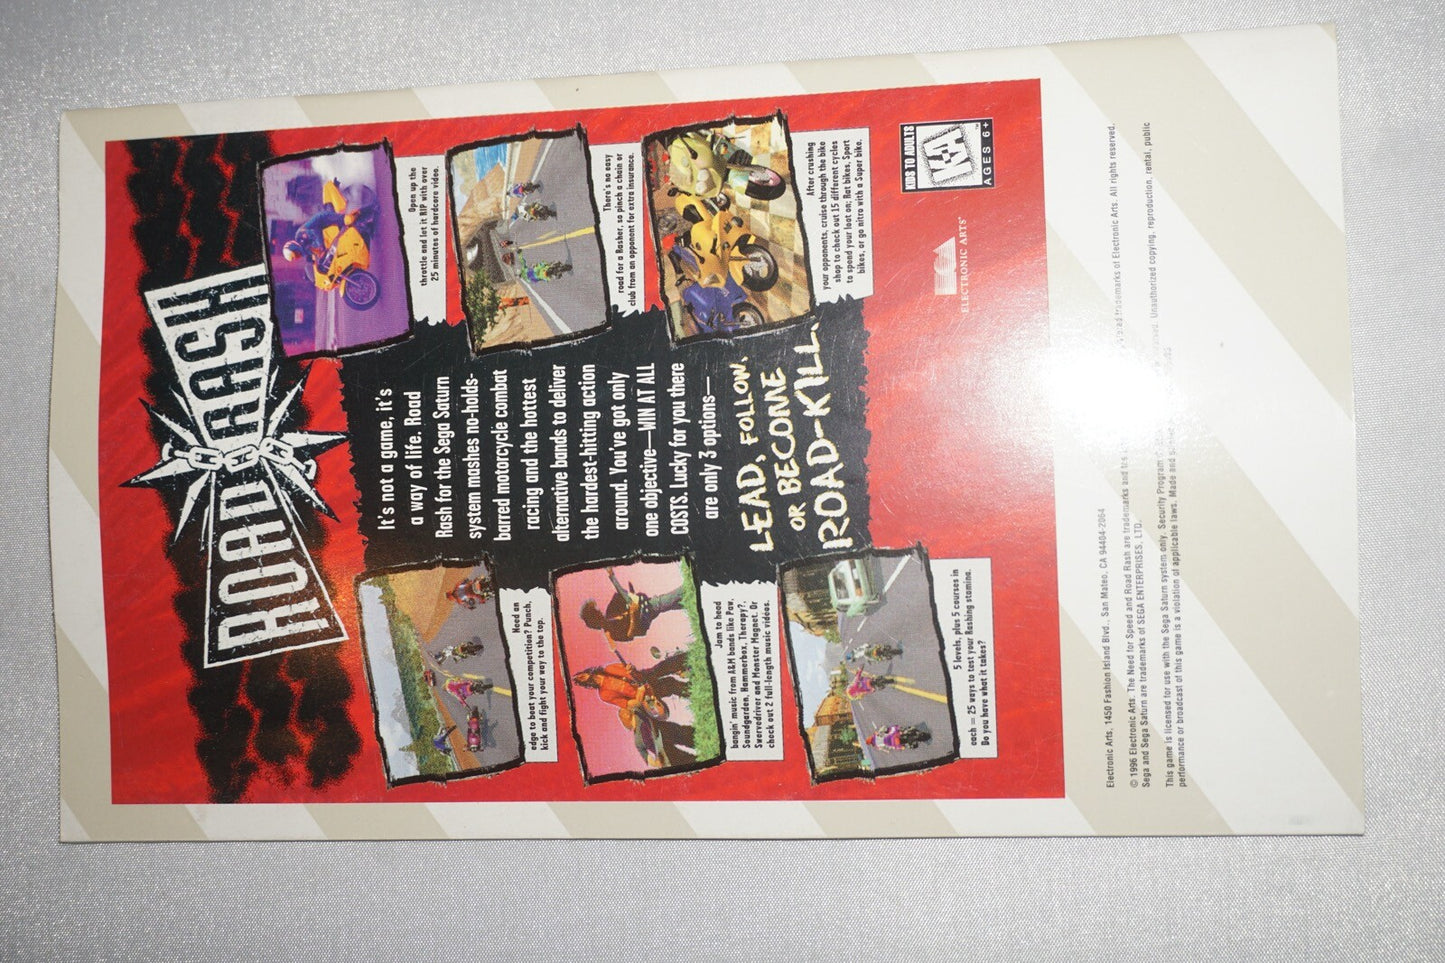 ROAD RASH
Need an
edge to beat your competition? Punch,
kick and fight your way to the top.
Jam to head
bangin' music from A&M bands like Paw,
Soundgarden, Hammerbox, Therapy?,
Swervedriver and Monster Magnet. Or
check out 2 full-length music videos.
5 levels, plus 5 courses in
each = 25 ways to test your Rashing stamina.
Do you have what it takes?
It's not a game, it's
a way of life. Road
Rash for the Sega Saturn
system mashes no-holds-
barred motorcycle combat
racing and the hottest
alternative bands to deliver
the hardest-hitting action
around. You've got only
one objective—WIN AT ALL
COSTS. Lucky for you there
are only 3 options—
LEAD, FOLLOW,
OR BECOME
ROAD-KILL.
Open up the
throttle and let it RIP with over
25 minutes of hardcore video.
There's no easy
road for a Rasher, so pinch a chain or
club from an opponent for extra insurance.
After crushing
your opponents, cruise through the bike
shop to check out 15 different cycles
to spend your loot on; Rat bikes, Sport
bikes, or go nitro with a Super bike.
ELECTRONIC ARTS®
KIDS TO ADULTS
K-A
AGES 6+
Electronic Arts, 1450 Fashion Island Blvd., San Mateo, CA 94404-2064
© 1996 Electronic Arts. The Need for Speed and Road Rash are trademarks and the trademarks of Electronic Arts. All rights reserved.
Sega and Sega Saturn are trademarks of SEGA ENTERPRISES, LTD.
This game is licensed for use with the Sega Saturn system only. Security Program Unauthorized copying, reproduction, rental, public
performance or broadcast of this game is a violation of applicable laws. Made and